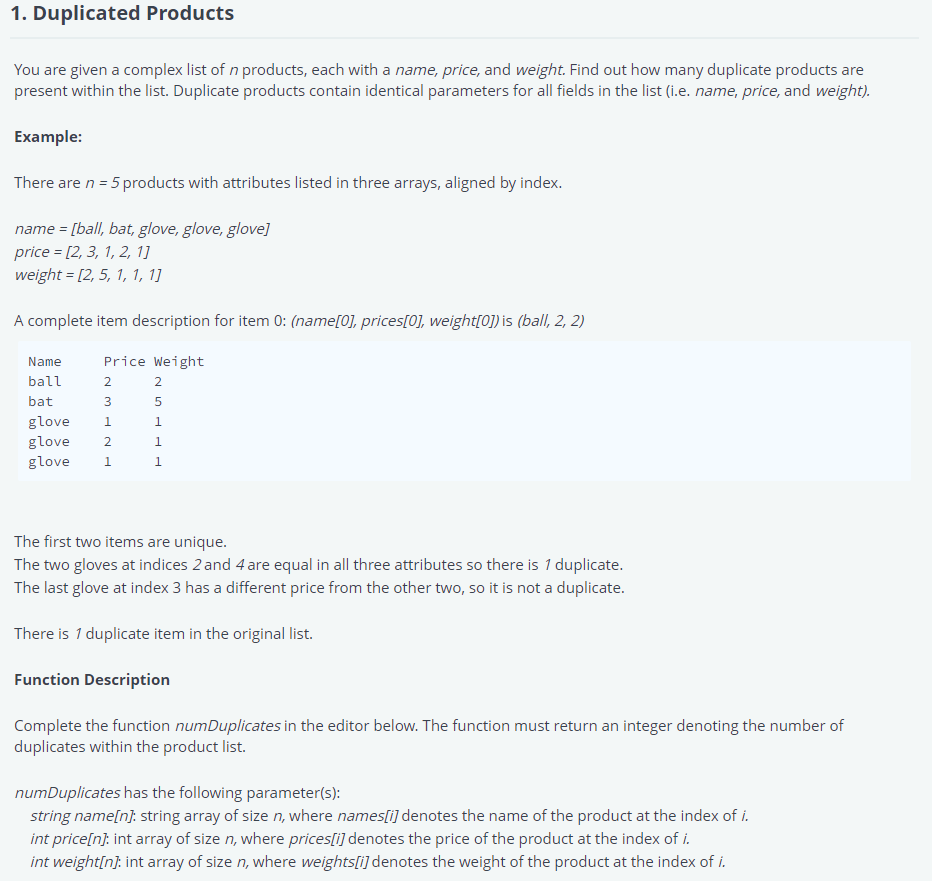 1. Duplicated Products
You are given a complex list of n products, each with a name, price, and weight. Find out how many duplicate products are
present within the list. Duplicate products contain identical parameters for all fields in the list (i.e. name, price, and weight).
Example:
There are n = 5 products with attributes listed in three arrays, aligned by index.
name = [ball, bat, glove, glove, glove]
price = [2, 3, 1, 2, 1]
weight = [2, 5, 1, 1, 1]
A complete item description for item 0: (name[0], prices[0], weight[0]) is (ball, 2, 2)
Name Price Weight
ball 2 2
bat 3 5
glove 1 1
glove 2 1
glove 1 1
The first two items are unique.
The two gloves at indices 2 and 4 are equal in all three attributes so there is 1 duplicate.
The last glove at index 3 has a different price from the other two, so it is not a duplicate.
There is 1 duplicate item in the original list.
Function Description
Complete the function numDuplicates in the editor below. The function must return an integer denoting the number of
duplicates within the product list.
numDuplicates has the following parameter(s):
string name[n]: string array of size n, where names[i] denotes the name of the product at the index of i.
int price[n]: int array of size n, where prices[i] denotes the price of the product at the index of i.
int weight[n]: int array of size n, where weights[i] denotes the weight of the product at the index of i.